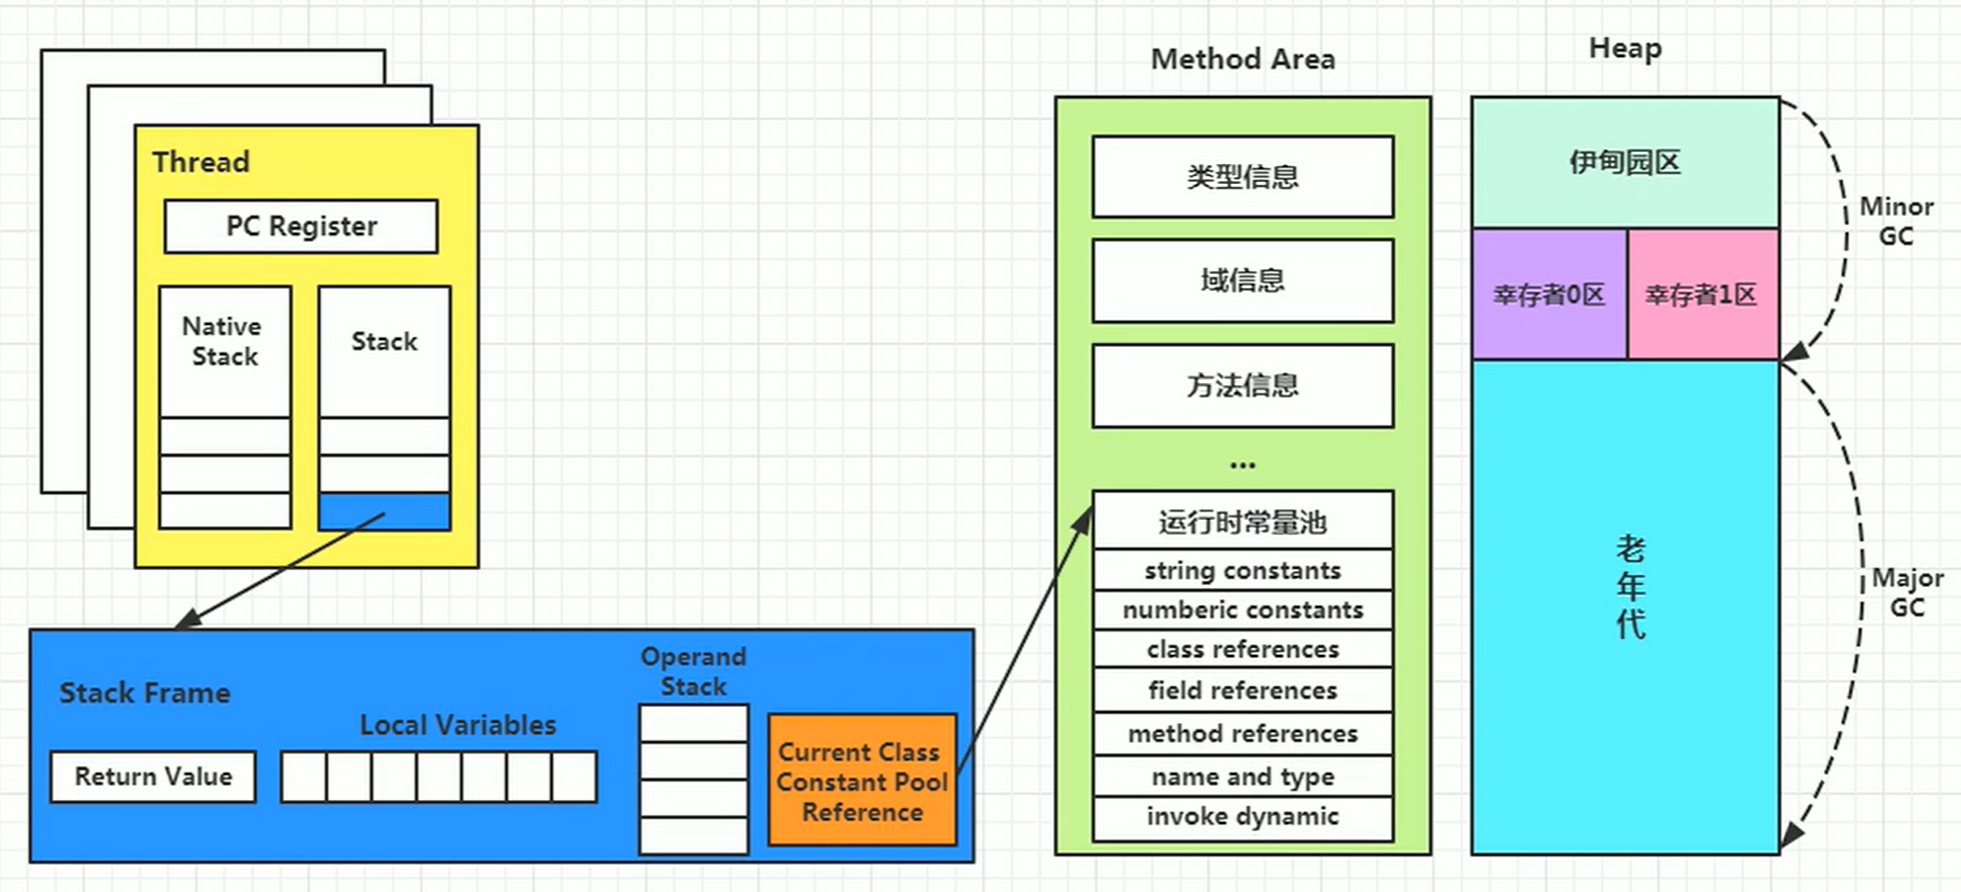 Thread
PC Register
Native
Stack
Stack
Stack Frame
Return Value
Local Variables
Operand
Stack
Current Class
Constant Pool
Reference
Method Area
类型信息
域信息
方法信息
...
运行时常量池
string constants
numberic constants
class references
field references
method references
name and type
invoke dynamic
Heap
伊甸园区
幸存者0区
幸存者1区
老
年
代
Minor
GC
Major
GC